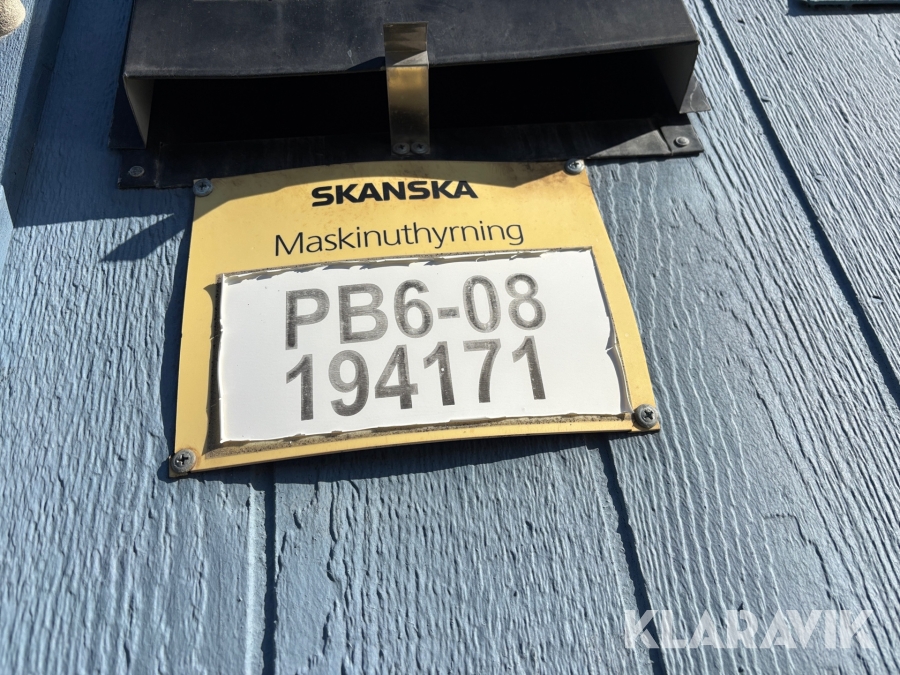 SKANSKA
Maskinuthyrning
PB6-08
194171
KLARAVIK